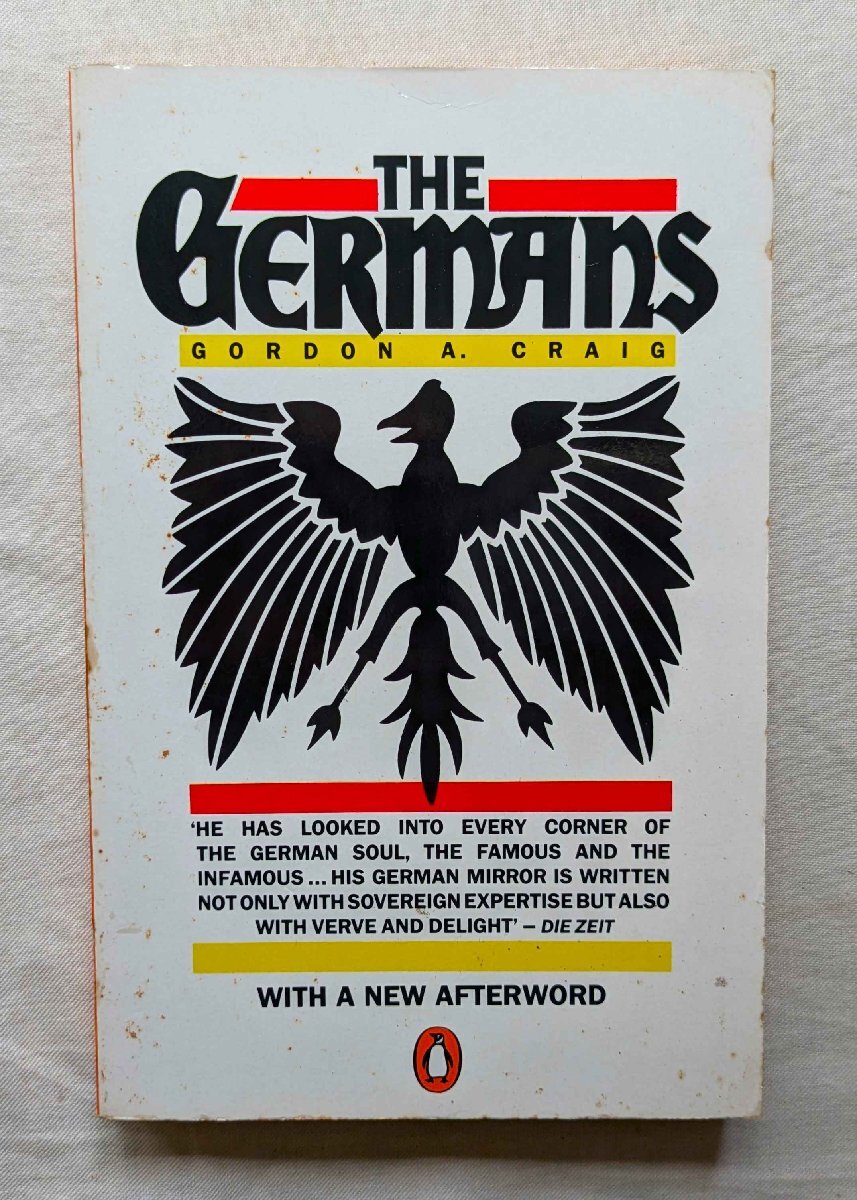 THE
GERMANS
GORDON A. CRAIG
‘HE HAS LOOKED INTO EVERY CORNER OF
THE GERMAN SOUL, THE FAMOUS AND THE
INFAMOUS... HIS GERMAN MIRROR IS WRITTEN
NOT ONLY WITH SOVEREIGN EXPERTISE BUT ALSO
WITH VERVE AND DELIGHT’ – DIE ZEIT
WITH A NEW AFTERWORD